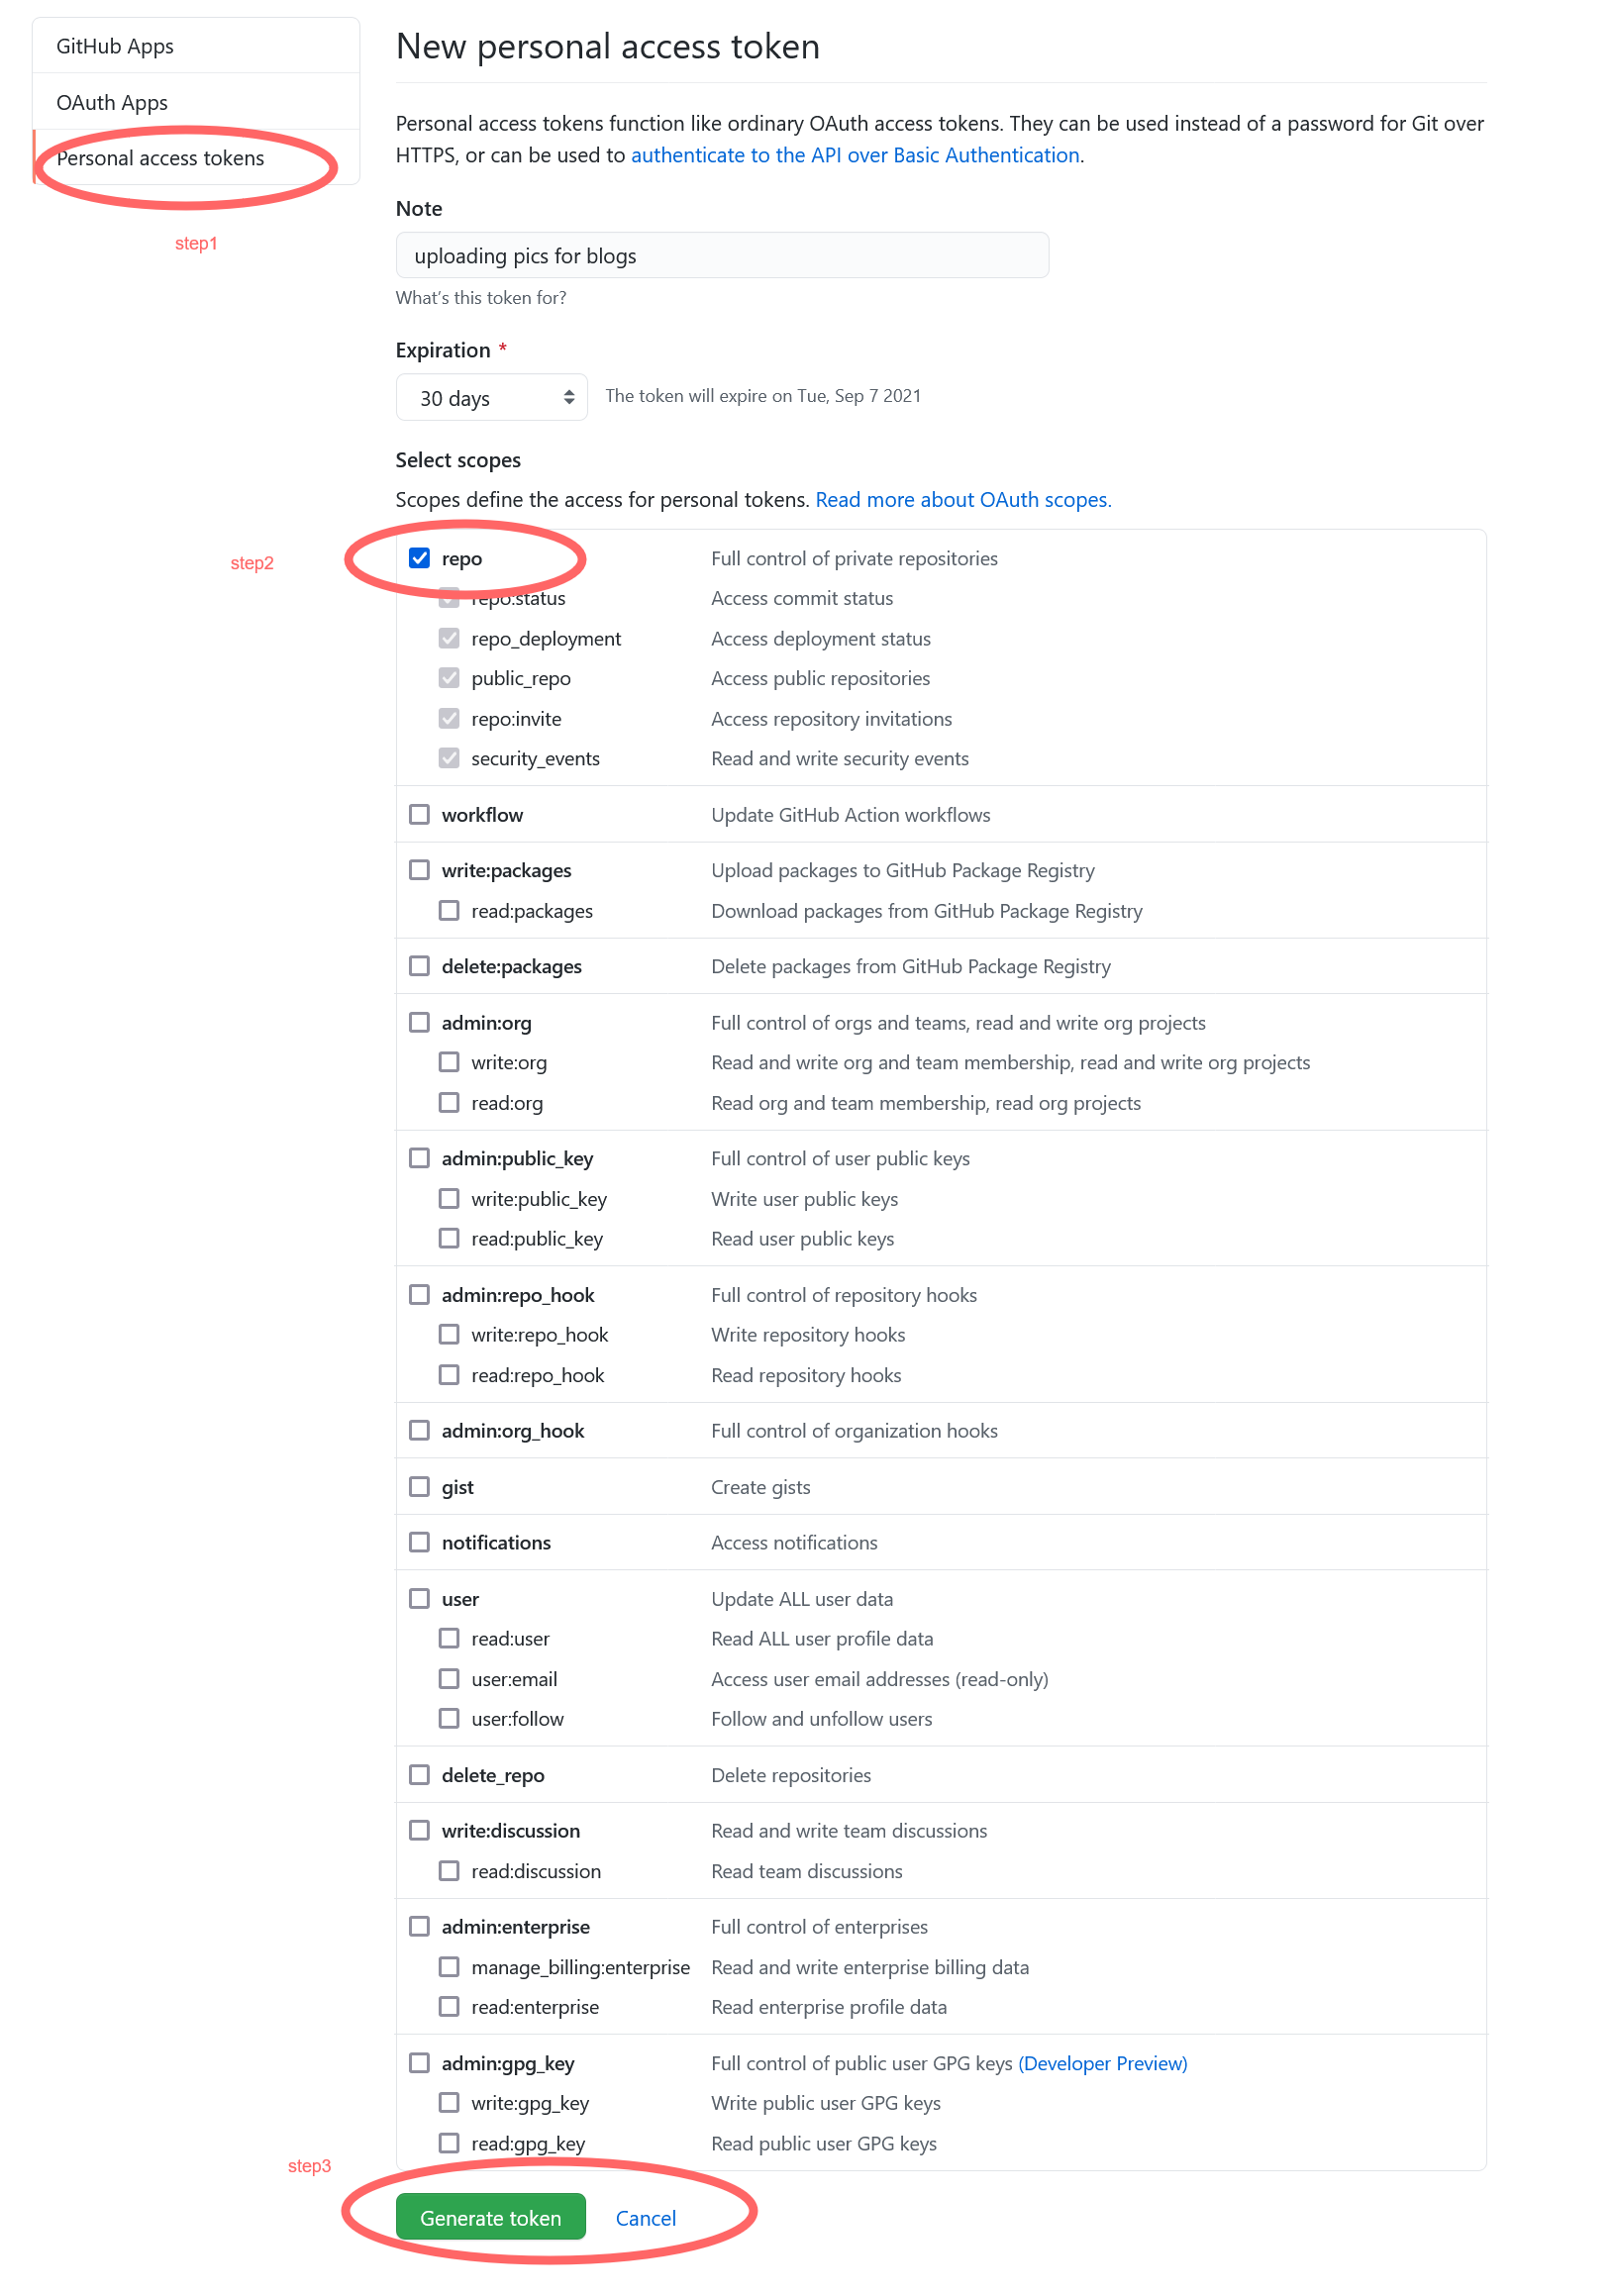 GitHub Apps
OAuth Apps
Personal access tokens
step1
New personal access token
Personal access tokens function like ordinary OAuth access tokens. They can be used instead of a password for Git over
HTTPS, or can be used to authenticate to the API over Basic Authentication.
Note
uploading pics for blogs
What’s this token for?
Expiration *
30 days The token will expire on Tue, Sep 7 2021
Select scopes
Scopes define the access for personal tokens. Read more about OAuth scopes.
step2
repo Full control of private repositories
repo:status Access commit status
repo_deployment Access deployment status
public_repo Access public repositories
repo:invite Access repository invitations
security_events Read and write security events
workflow Update GitHub Action workflows
write:packages Upload packages to GitHub Package Registry
read:packages Download packages from GitHub Package Registry
delete:packages Delete packages from GitHub Package Registry
admin:org Full control of orgs and teams, read and write org projects
write:org Read and write org and team membership, read and write org projects
read:org Read org and team membership, read org projects
admin:public_key Full control of user public keys
write:public_key Write user public keys
read:public_key Read user public keys
admin:repo_hook Full control of repository hooks
write:repo_hook Write repository hooks
read:repo_hook Read repository hooks
admin:org_hook Full control of organization hooks
gist Create gists
notifications Access notifications
user Update ALL user data
read:user Read ALL user profile data
user:email Access user email addresses (read-only)
user:follow Follow and unfollow users
delete_repo Delete repositories
write:discussion Read and write team discussions
read:discussion Read team discussions
admin:enterprise Full control of enterprises
manage_billing:enterprise Read and write enterprise billing data
read:enterprise Read enterprise profile data
admin:gpg_key Full control of public user GPG keys (Developer Preview)
write:gpg_key Write public user GPG keys
read:gpg_key Read public user GPG keys
step3
Generate token Cancel